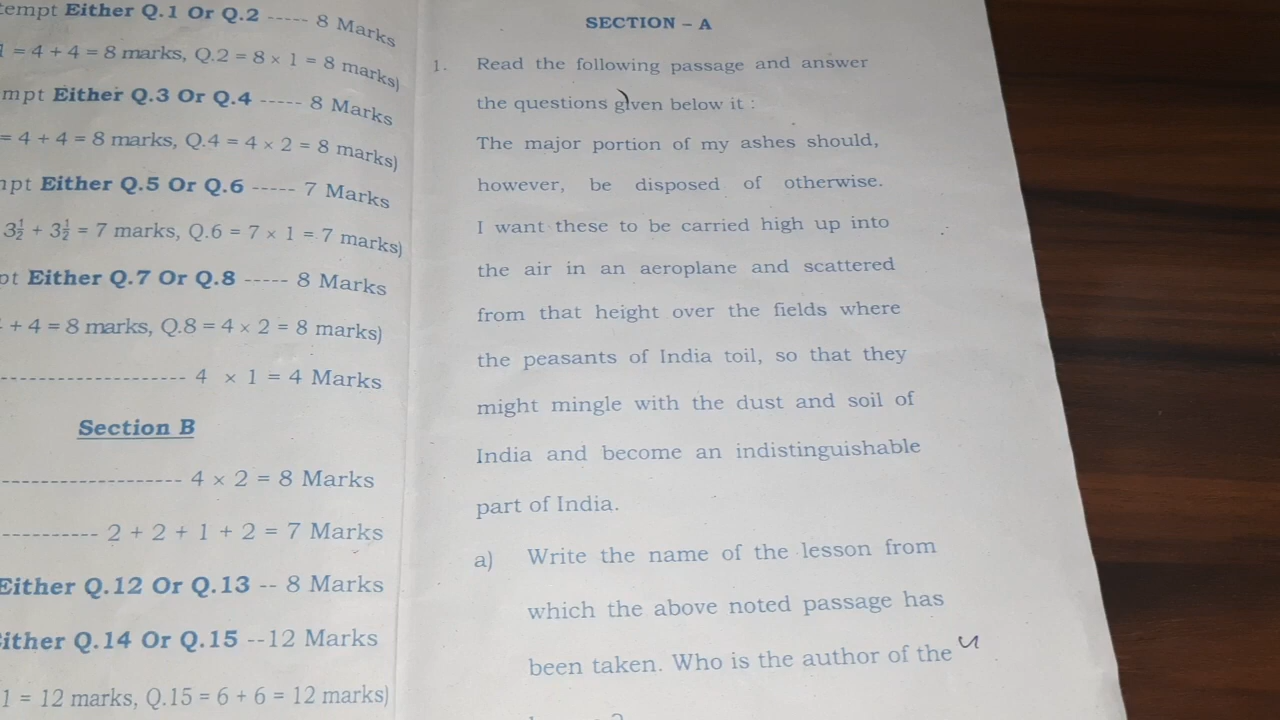 empt Either Q.1 Or Q.2 ----- 8 Marks
1 = 4 + 4 = 8 marks, Q.2 = 8 × 1 = 8 marks)
mpt Either Q.3 Or Q.4 ----- 8 Marks
= 4 + 4 = 8 marks, Q.4 = 4 × 2 = 8 marks)
mpt Either Q.5 Or Q.6 ----- 7 Marks
3½ + 3½ = 7 marks, Q.6 = 7 × 1 = 7 marks)
pt Either Q.7 Or Q.8 ----- 8 Marks
+ 4 = 8 marks, Q.8 = 4 × 2 = 8 marks)
------------------- 4 × 1 = 4 Marks
Section B
------------------- 4 × 2 = 8 Marks
---------- 2 + 2 + 1 + 2 = 7 Marks
Either Q.12 Or Q.13 -- 8 Marks
ither Q.14 Or Q.15 --12 Marks
1 = 12 marks, Q.15 = 6 + 6 = 12 marks)
SECTION – A
1. Read the following passage and answer
the questions given below it :
The major portion of my ashes should,
however, be disposed of otherwise.
I want these to be carried high up into
the air in an aeroplane and scattered
from that height over the fields where
the peasants of India toil, so that they
might mingle with the dust and soil of
India and become an indistinguishable
part of India.
a) Write the name of the lesson from
which the above noted passage has
been taken. Who is the author of the